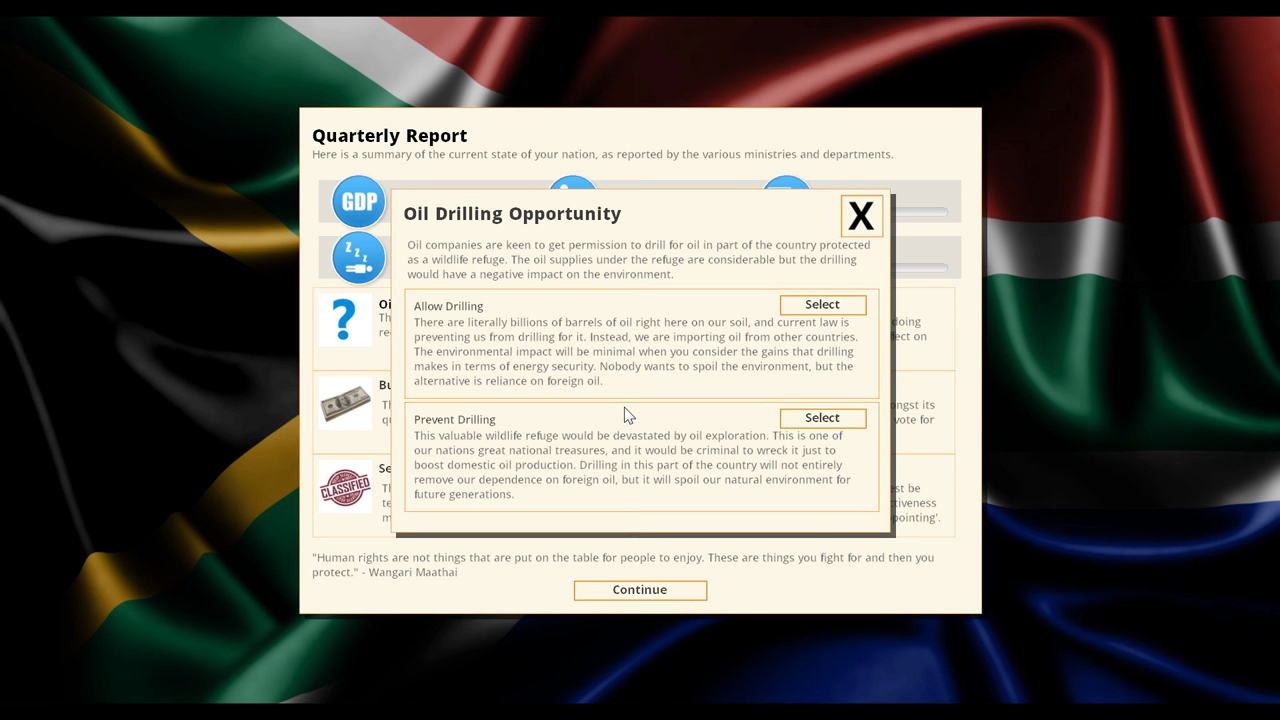 Quarterly Report
Here is a summary of the current state of your nation, as reported by the various ministries and departments.
GDP
z z z
Oil Drilling Opportunity
X
Oil companies are keen to get permission to drill for oil in part of the country protected
as a wildlife refuge. The oil supplies under the refuge are considerable but the drilling
would have a negative impact on the environment.
Allow Drilling
Select
There are literally billions of barrels of oil right here on our soil, and current law is
preventing us from drilling for it. Instead, we are importing oil from other countries.
The environmental impact will be minimal when you consider the gains that drilling
makes in terms of energy security. Nobody wants to spoil the environment, but the
alternative is reliance on foreign oil.
Prevent Drilling
Select
This valuable wildlife refuge would be devastated by oil exploration. This is one of
our nations great national treasures, and it would be criminal to wreck it just to
boost domestic oil production. Drilling in this part of the country will not entirely
remove our dependence on foreign oil, but it will spoil our natural environment for
future generations.
?
doing
on
CLASSIFIED
vote for
"Human rights are not things that are put on the table for people to enjoy. These are things you fight for and then you
protect." - Wangari Maathai
Continue